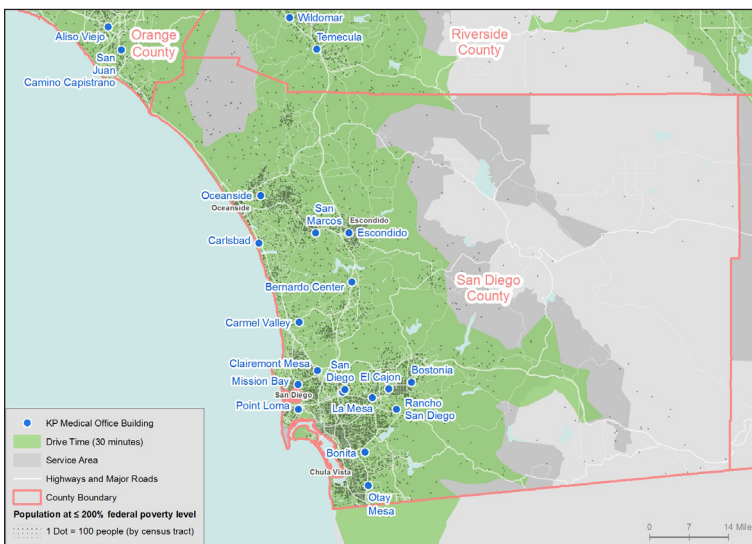 Wildomar
Aliso Viejo
Orange
County
Riverside
County
Temecula
San
Juan
Camino Capistrano
Oceanside
Oceanside
San
Marcos
Escondido
Escondido
Carlsbad
San Diego
County
Bernardo Center
Carmel Valley
Clairemont Mesa
San
Diego
El Cajon
Bostonia
Mission Bay
San Diego
Point Loma
La Mesa
Rancho
San Diego
Bonita
Chula Vista
Otay
Mesa
KP Medical Office Building
Drive Time (30 minutes)
Service Area
Highways and Major Roads
County Boundary
Population at ≤ 200% federal poverty level
1 Dot = 100 people (by census tract)
0 7 14 Miles